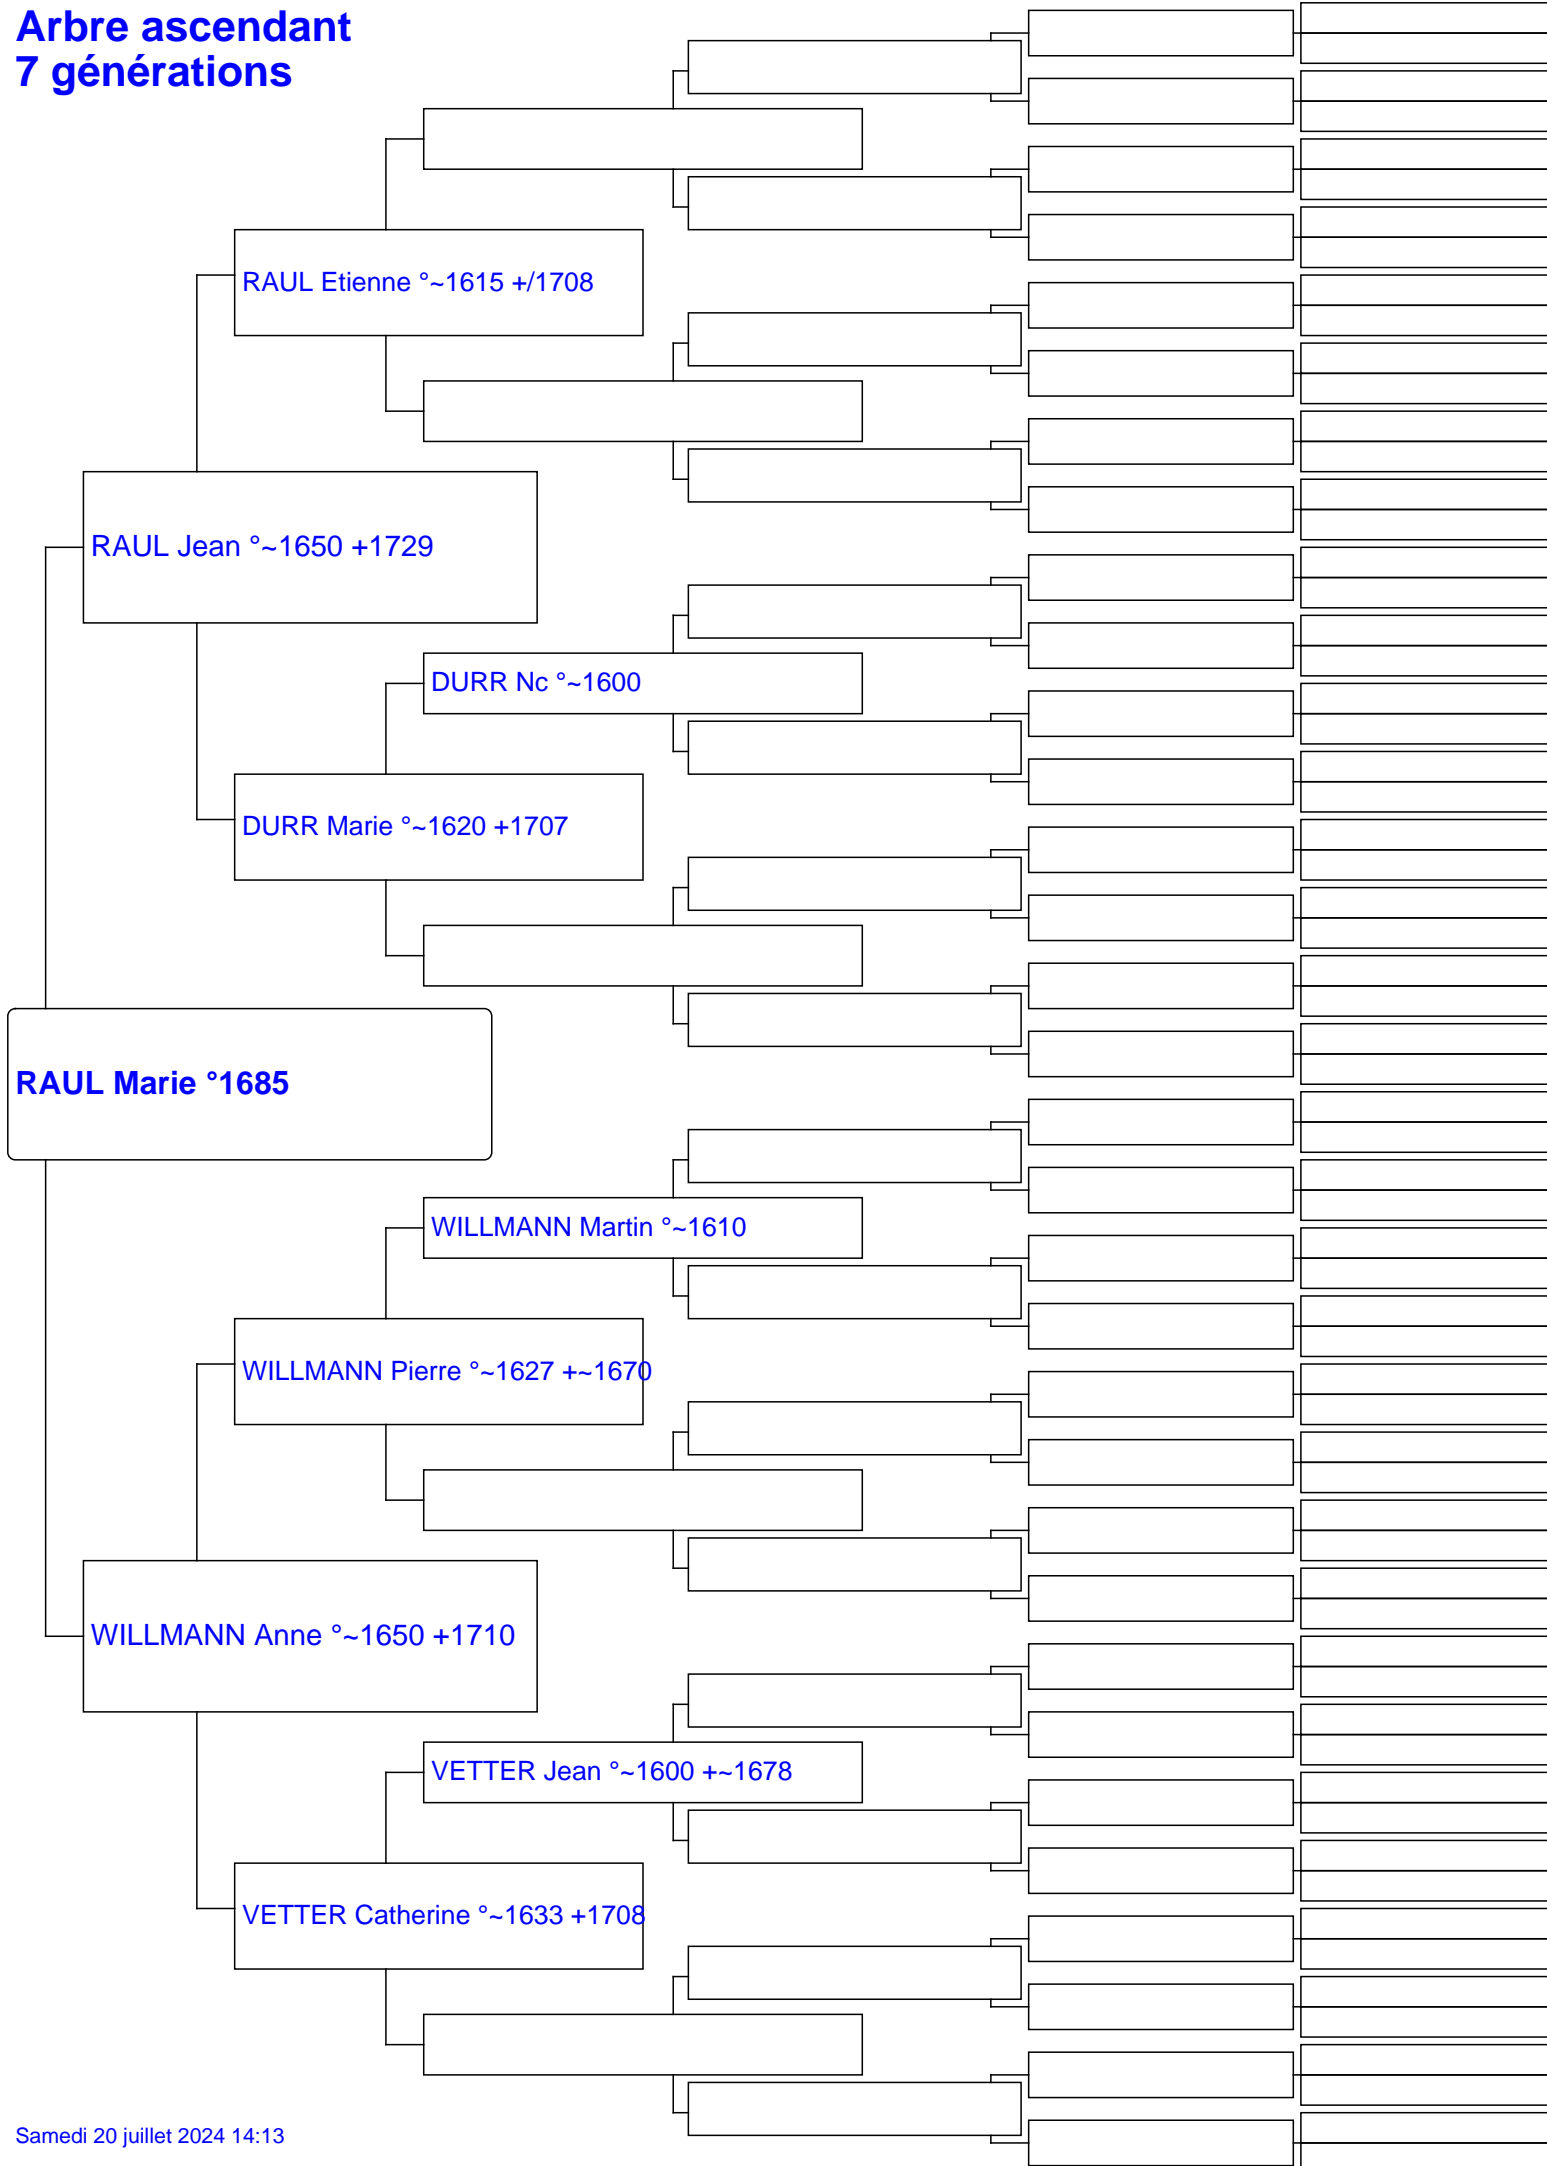 Arbre ascendant
7 générations
RAUL Etienne °~1615 +/1708
RAUL Jean °~1650 +1729
DURR Nc °~1600
DURR Marie °~1620 +1707
RAUL Marie °1685
WILLMANN Martin °~1610
WILLMANN Pierre °~1627 +~1670
WILLMANN Anne °~1650 +1710
VETTER Jean °~1600 +~1678
VETTER Catherine °~1633 +1708
Samedi 20 juillet 2024 14:13